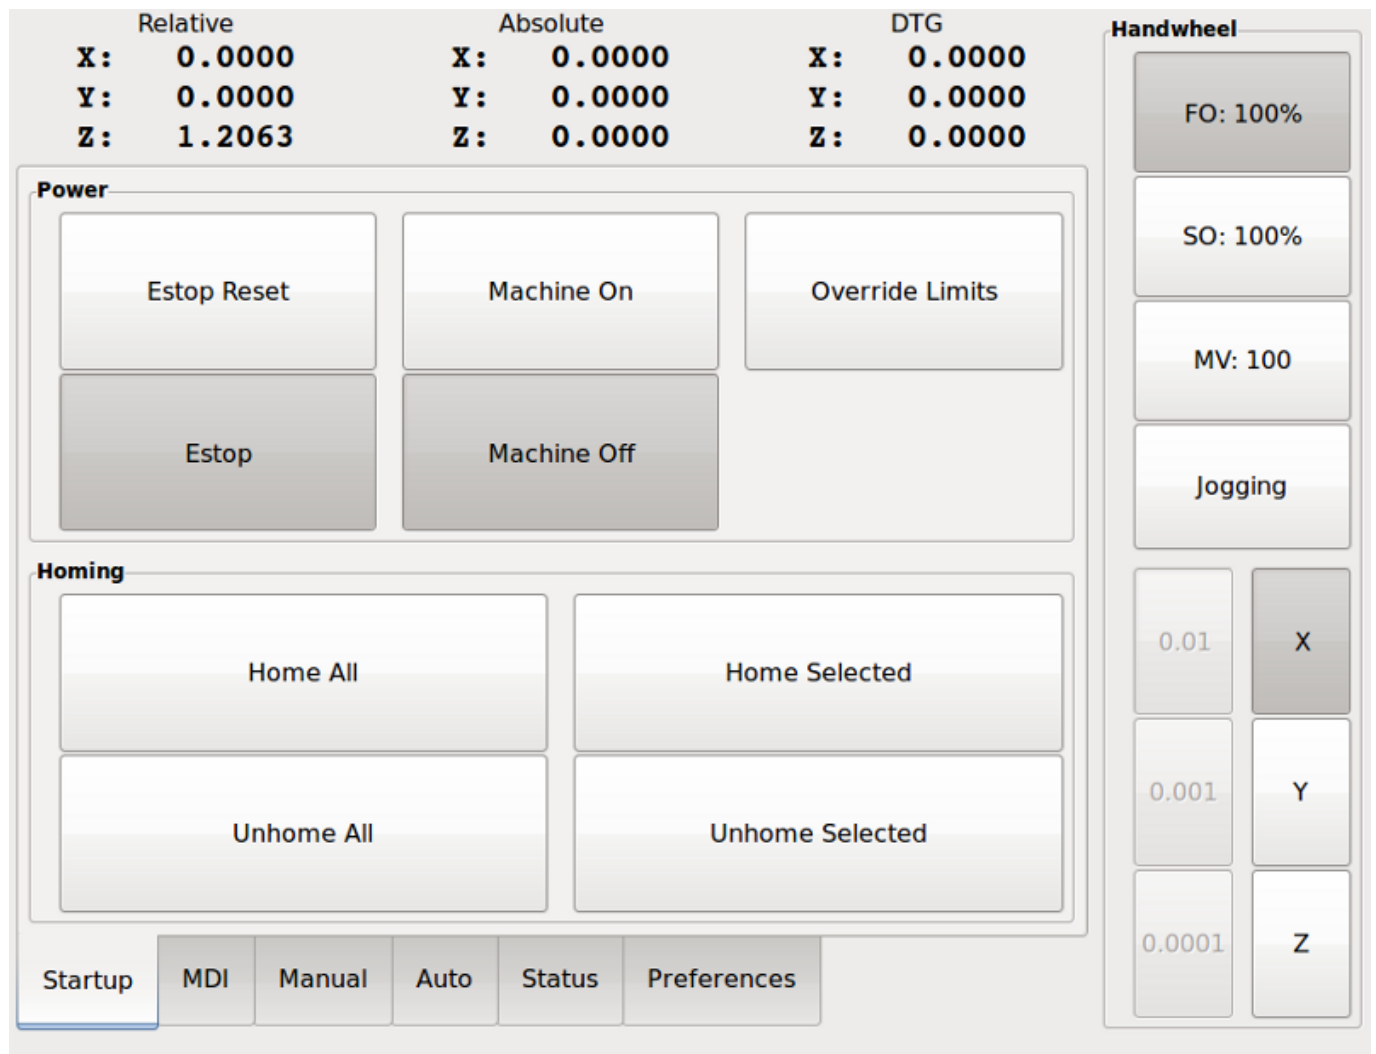 Relative Absolute DTG
X: 0.0000 X: 0.0000 X: 0.0000
Y: 0.0000 Y: 0.0000 Y: 0.0000
Z: 1.2063 Z: 0.0000 Z: 0.0000
Power
Estop Reset Machine On Override Limits
Estop Machine Off
Homing
Home All Home Selected
Unhome All Unhome Selected
Startup MDI Manual Auto Status Preferences
Handwheel
FO: 100%
SO: 100%
MV: 100
Jogging
0.01 X
0.001 Y
0.0001 Z